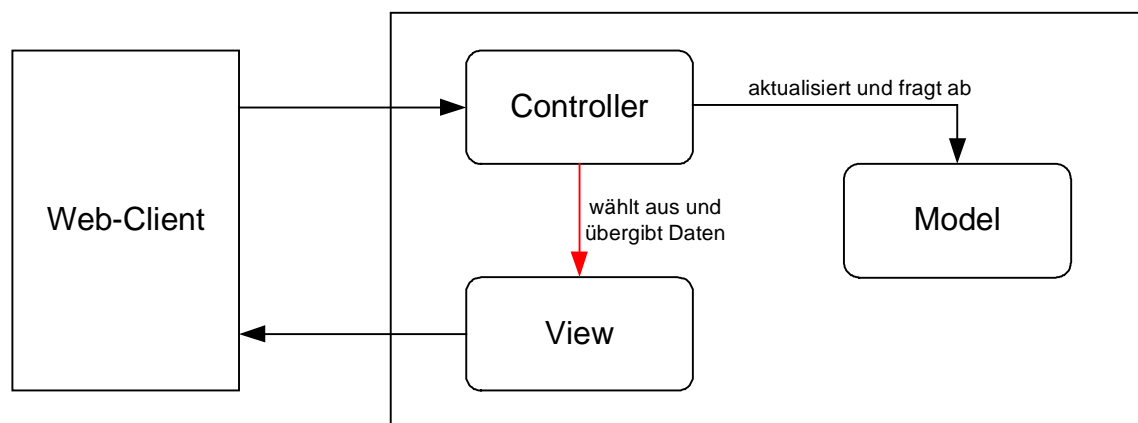 Controller
aktualisiert und fragt ab
Web-Client
wählt aus und
übergibt Daten
Model
View